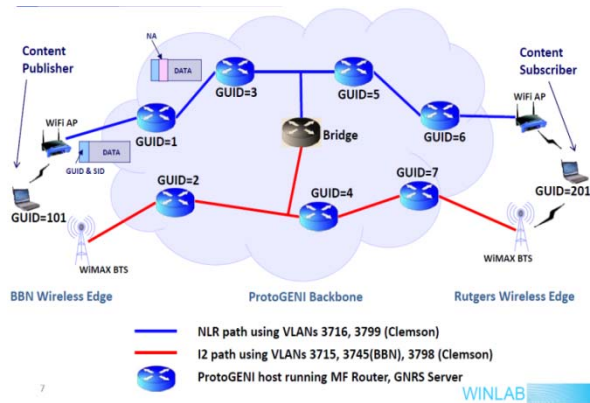 Content
Publisher
NA
DATA
Content
Subscriber
WiFi AP
GUID=3
GUID=5
WiFi AP
GUID=1
GUID=6
DATA
Bridge
GUID & SID
GUID=2
GUID=7
GUID=101
GUID=4
GUID=201
WiMAX BTS
WiMAX BTS
BBN Wireless Edge
ProtoGENI Backbone
Rutgers Wireless Edge
NLR path using VLANs 3716, 3799 (Clemson)
I2 path using VLANs 3715, 3745(BBN), 3798 (Clemson)
ProtoGENI host running MF Router, GNRS Server
7
WINLAB